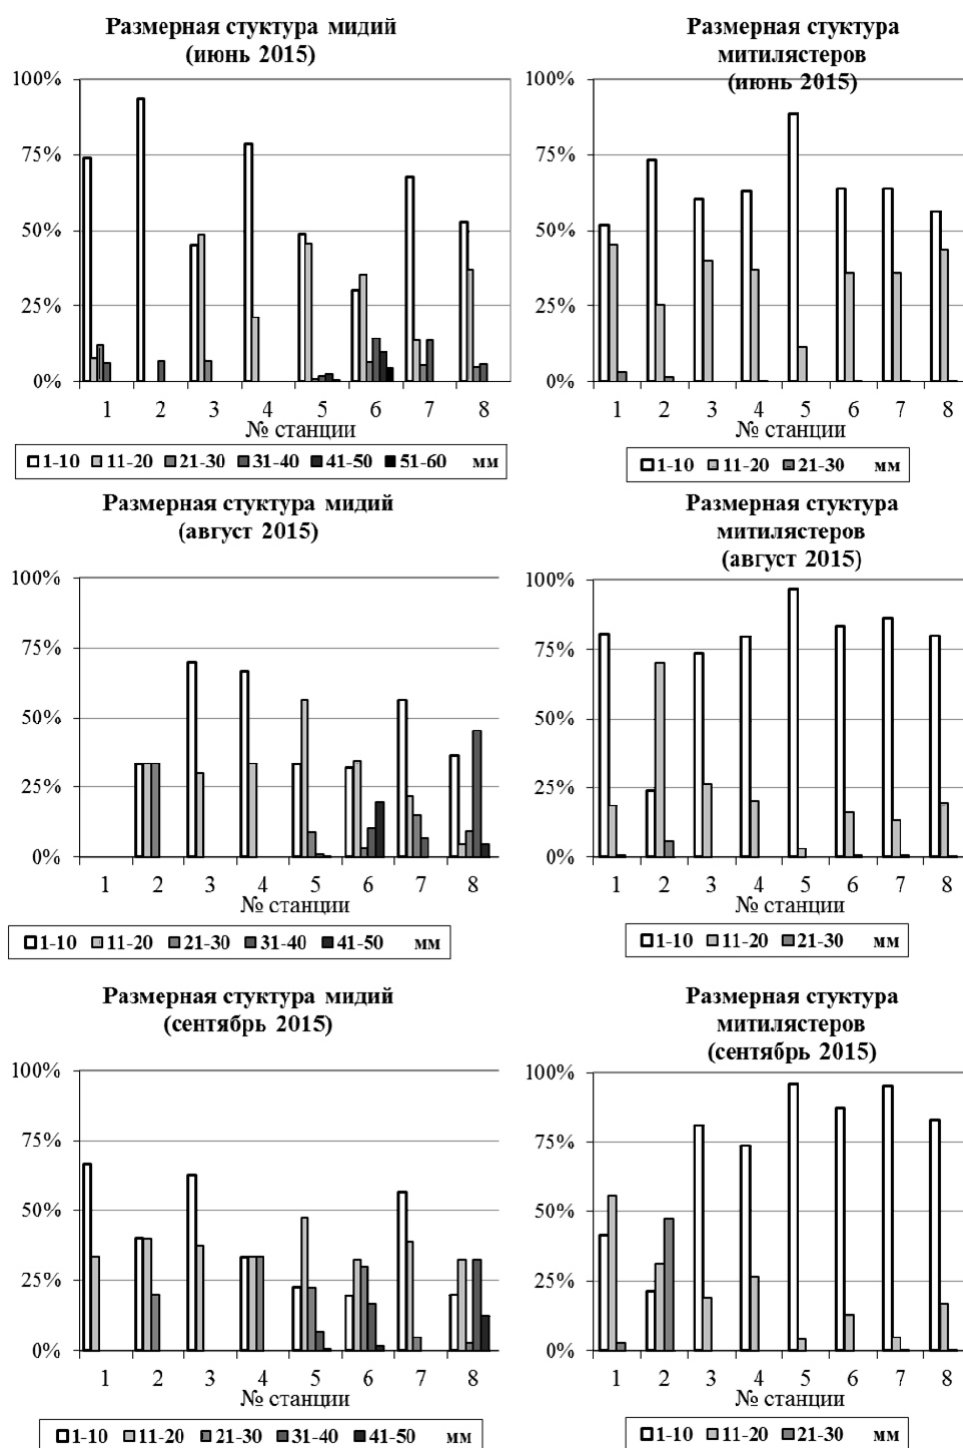 Размерная стуктура мидий
(июнь 2015)
100%
75%
50%
25%
0%
1 2 3 4 5 6 7 8
№ станции
1-10 11-20 21-30 31-40 41-50 51-60 мм
Размерная стуктура
митилястеров
(июнь 2015)
100%
75%
50%
25%
0%
1 2 3 4 5 6 7 8
№ станции
1-10 11-20 21-30 мм
Размерная стуктура мидий
(август 2015)
100%
75%
50%
25%
0%
1 2 3 4 5 6 7 8
№ станции
1-10 11-20 21-30 31-40 41-50 мм
Размерная стуктура
митилястеров
(август 2015)
100%
75%
50%
25%
0%
1 2 3 4 5 6 7 8
№ станции
1-10 11-20 21-30 мм
Размерная стуктура мидий
(сентябрь 2015)
100%
75%
50%
25%
0%
1 2 3 4 5 6 7 8
№ станции
1-10 11-20 21-30 31-40 41-50 мм
Размерная стуктура
митилястеров
(сентябрь 2015)
100%
75%
50%
25%
0%
1 2 3 4 5 6 7 8
№ станции
1-10 11-20 21-30 мм